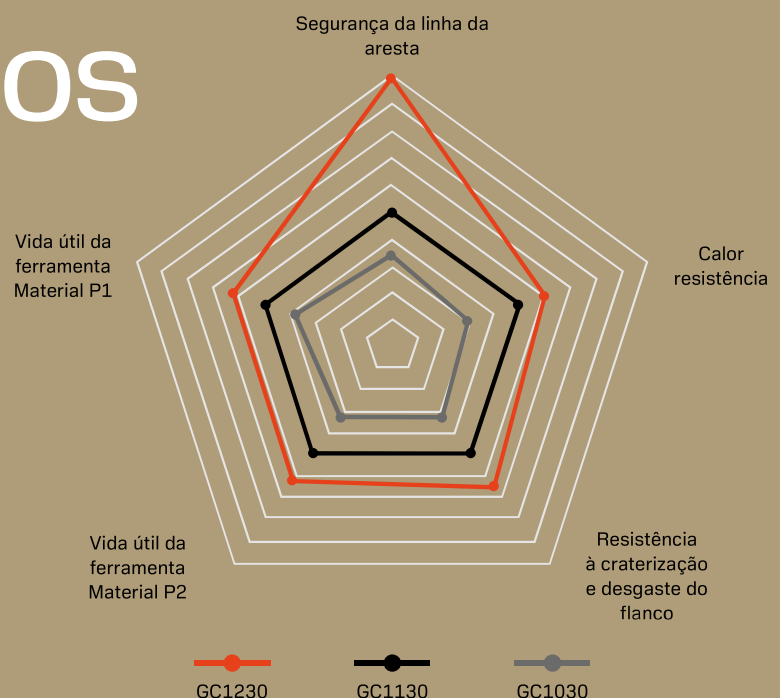 Segurança da linha da
aresta
os
Vida útil da
ferramenta
Material P1
Calor
resistência
Vida útil da
ferramenta
Material P2
Resistência
à craterização
e desgaste do
flanco
GC1230 GC1130 GC1030